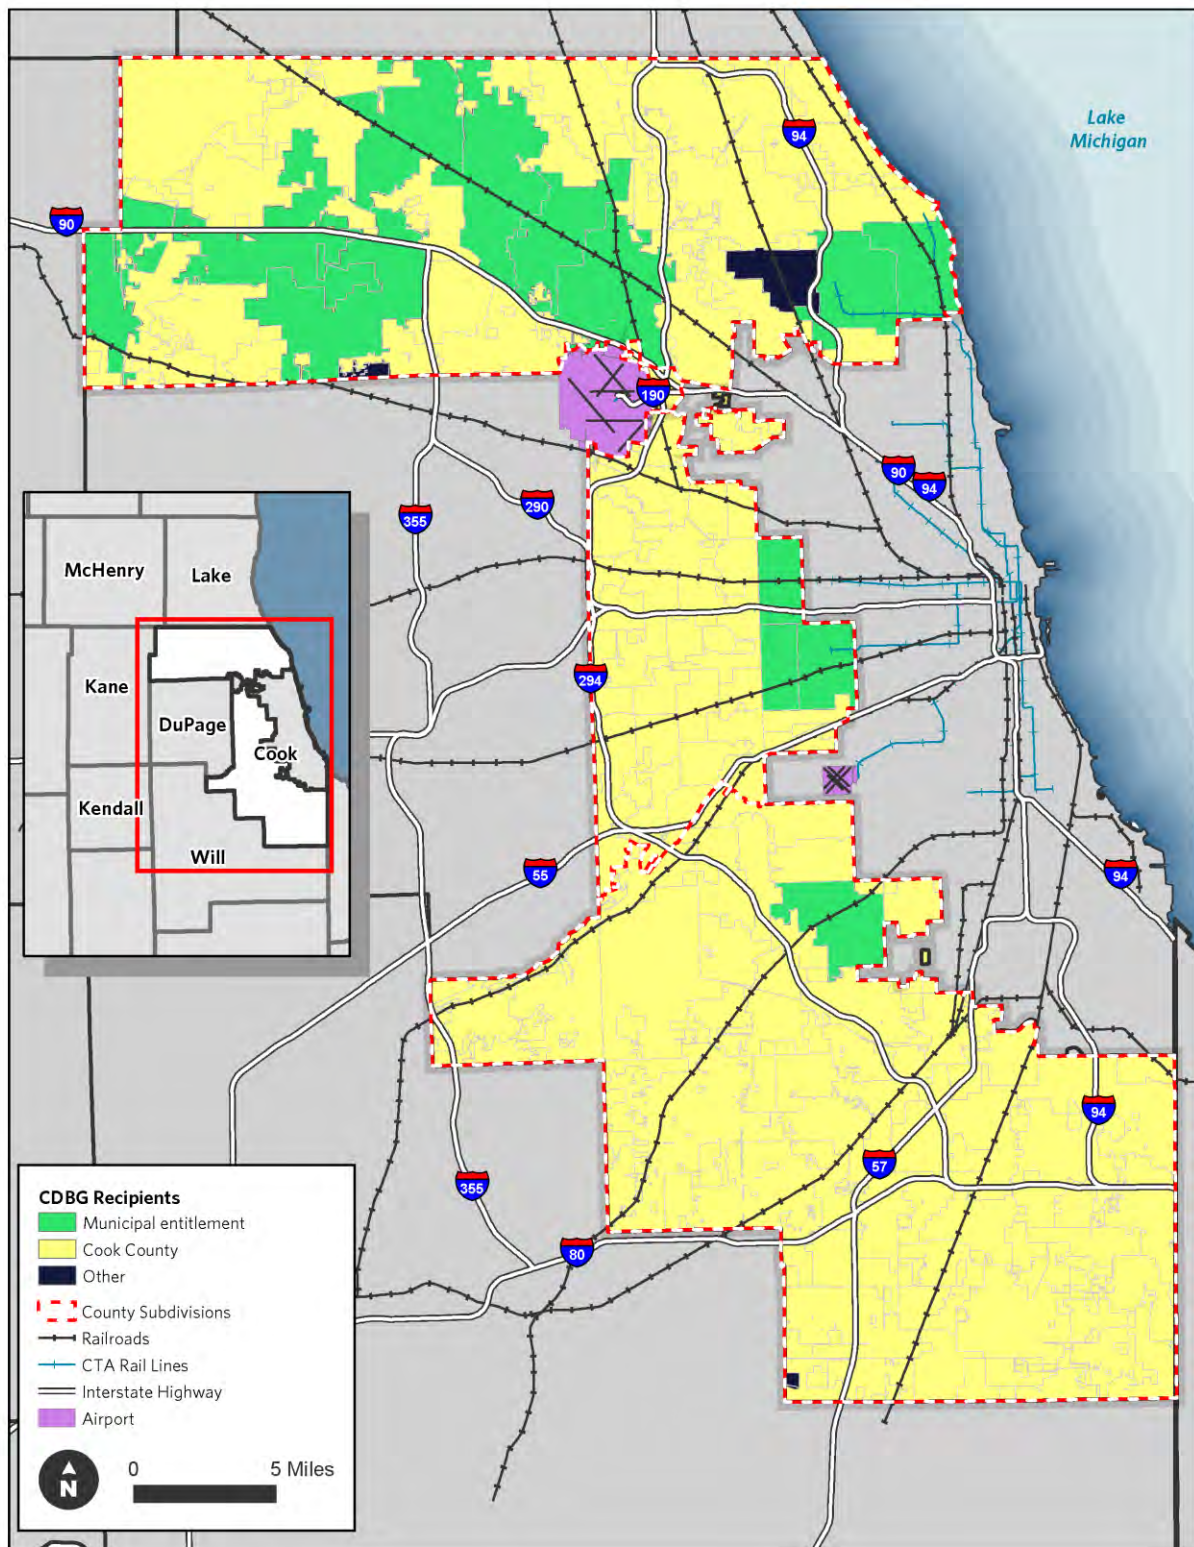 Lake
Michigan
94
90
190
90
94
290
355
McHenry
Lake
Kane
DuPage
Cook
Kendall
Will
294
55
94
94
57
355
80
CDBG Recipients
Municipal entitlement
Cook County
Other
County Subdivisions
Railroads
CTA Rail Lines
Interstate Highway
Airport
N
0
5 Miles